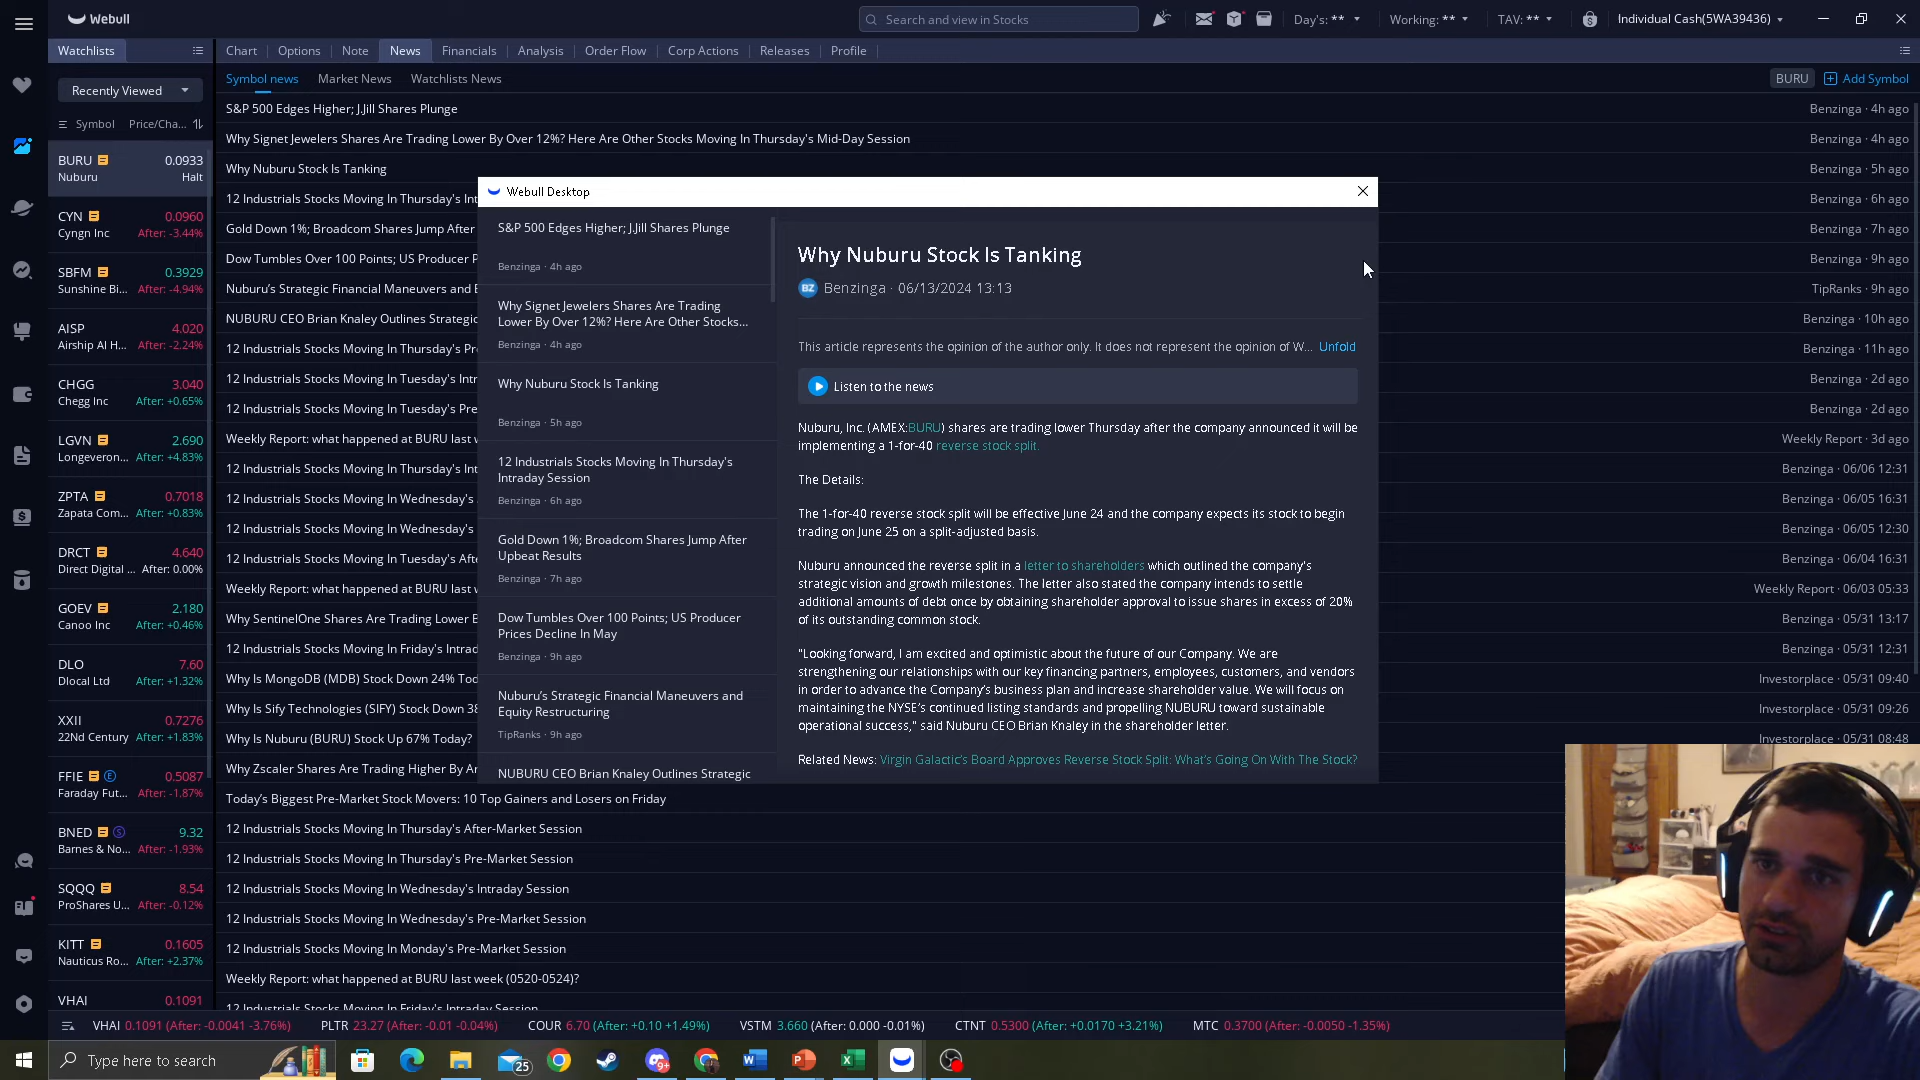 Webull
Search and view in Stocks
Day's: **
Working: **
TAV: **
Individual Cash(5WA39436)
Watchlists
Chart
Options
Note
News
Financials
Analysis
Order Flow
Corp Actions
Releases
Profile
Recently Viewed
Symbol news
Market News
Watchlists News
BURU
Add Symbol
Symbol
Price/Cha...
BURU 0.0933
Nuburu Halt
CYN 0.0960
Cyngn Inc After: -3.44%
SBFM 0.3929
Sunshine Bi... After: -4.94%
AISP 4.020
Airship AI H... After: -2.24%
CHGG 3.040
Chegg Inc After: +0.65%
LGVN 2.690
Longeveron... After: +4.83%
ZPTA 0.7018
Zapata Com... After: +0.83%
DRCT 4.640
Direct Digital ... After: 0.00%
GOEV 2.180
Canoo Inc After: +0.46%
DLO 7.60
Dlocal Ltd After: +1.32%
XXII 0.7276
22Nd Century After: +1.83%
FFIE E 0.5087
Faraday Fut... After: -1.87%
BNED S 9.32
Barnes & No... After: -1.93%
SQQQ 8.54
ProShares U... After: -0.12%
KITT 0.1605
Nauticus Ro... After: +2.37%
VHAI 0.1091
S&P 500 Edges Higher; J.Jill Shares Plunge Benzinga · 4h ago
Why Signet Jewelers Shares Are Trading Lower By Over 12%? Here Are Other Stocks Moving In Thursday's Mid-Day Session Benzinga · 4h ago
Why Nuburu Stock Is Tanking Benzinga · 5h ago
12 Industrials Stocks Moving In Thursday's Int Benzinga · 6h ago
Gold Down 1%; Broadcom Shares Jump After Benzinga · 7h ago
Dow Tumbles Over 100 Points; US Producer P Benzinga · 9h ago
Nuburu's Strategic Financial Maneuvers and E TipRanks · 9h ago
NUBURU CEO Brian Knaley Outlines Strategic Benzinga · 10h ago
12 Industrials Stocks Moving In Thursday's Pr Benzinga · 11h ago
12 Industrials Stocks Moving In Tuesday's Intr Benzinga · 2d ago
12 Industrials Stocks Moving In Tuesday's Pre Benzinga · 2d ago
Weekly Report: what happened at BURU last w Weekly Report · 3d ago
12 Industrials Stocks Moving In Thursday's Int Benzinga · 06/06 12:31
12 Industrials Stocks Moving In Wednesday's Benzinga · 06/05 16:31
12 Industrials Stocks Moving In Wednesday's Benzinga · 06/05 12:30
12 Industrials Stocks Moving In Tuesday's Aft Benzinga · 06/04 16:31
Weekly Report: what happened at BURU last w Weekly Report · 06/03 05:33
Why SentinelOne Shares Are Trading Lower B Benzinga · 05/31 13:17
12 Industrials Stocks Moving In Friday's Intrac Benzinga · 05/31 12:31
Why Is MongoDB (MDB) Stock Down 24% Tod Investorplace · 05/31 09:40
Why Is Sify Technologies (SIFY) Stock Down 38 Investorplace · 05/31 09:26
Why Is Nuburu (BURU) Stock Up 67% Today? Investorplace · 05/31 08:48
Why Zscaler Shares Are Trading Higher By Ar
Today's Biggest Pre-Market Stock Movers: 10 Top Gainers and Losers on Friday
12 Industrials Stocks Moving In Thursday's After-Market Session
12 Industrials Stocks Moving In Thursday's Pre-Market Session
12 Industrials Stocks Moving In Wednesday's Intraday Session
12 Industrials Stocks Moving In Wednesday's Pre-Market Session
12 Industrials Stocks Moving In Monday's Pre-Market Session
Weekly Report: what happened at BURU last week (0520-0524)?
12 Industrials Stocks Moving In Friday's Intraday Session
Webull Desktop
S&P 500 Edges Higher; J.Jill Shares Plunge
Benzinga · 4h ago
Why Signet Jewelers Shares Are Trading
Lower By Over 12%? Here Are Other Stocks...
Benzinga · 4h ago
Why Nuburu Stock Is Tanking
Benzinga · 5h ago
12 Industrials Stocks Moving In Thursday's
Intraday Session
Benzinga · 6h ago
Gold Down 1%; Broadcom Shares Jump After
Upbeat Results
Benzinga · 7h ago
Dow Tumbles Over 100 Points; US Producer
Prices Decline In May
Benzinga · 9h ago
Nuburu's Strategic Financial Maneuvers and
Equity Restructuring
TipRanks · 9h ago
NUBURU CEO Brian Knaley Outlines Strategic
Why Nuburu Stock Is Tanking
BZ Benzinga · 06/13/2024 13:13
This article represents the opinion of the author only. It does not represent the opinion of W... Unfold
Listen to the news
Nuburu, Inc. (AMEX:BURU) shares are trading lower Thursday after the company announced it will be
implementing a 1-for-40 reverse stock split.
The Details:
The 1-for-40 reverse stock split will be effective June 24 and the company expects its stock to begin
trading on June 25 on a split-adjusted basis.
Nuburu announced the reverse split in a letter to shareholders which outlined the company's
strategic vision and growth milestones. The letter also stated the company intends to settle
additional amounts of debt once by obtaining shareholder approval to issue shares in excess of 20%
of its outstanding common stock.
"Looking forward, I am excited and optimistic about the future of our Company. We are
strengthening our relationships with our key financing partners, employees, customers, and vendors
in order to advance the Company's business plan and increase shareholder value. We will focus on
maintaining the NYSE's continued listing standards and propelling NUBURU toward sustainable
operational success," said Nuburu CEO Brian Knaley in the shareholder letter.
Related News: Virgin Galactic's Board Approves Reverse Stock Split: What's Going On With The Stock?
VHAI 0.1091 (After: -0.0041 -3.76%)
PLTR 23.27 (After: -0.01 -0.04%)
COUR 6.70 (After: +0.10 +1.49%)
VSTM 3.660 (After: 0.000 -0.01%)
CTNT 0.5300 (After: +0.0170 +3.21%)
MTC 0.3700 (After: -0.0050 -1.35%)
Type here to search
25
9+